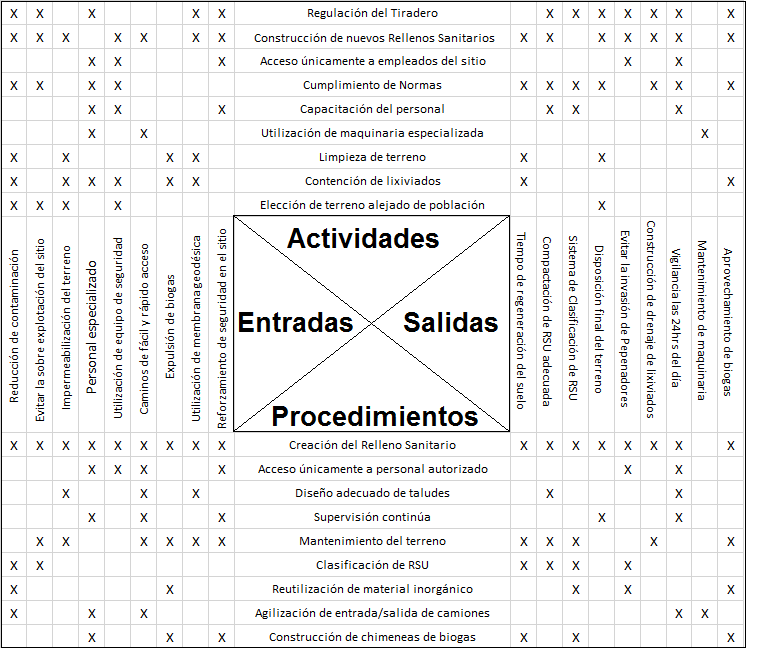 X X X X X Regulación del Tiradero X X X X X X X
X X X X X X X Construcción de nuevos Rellenos Sanitarios X X X X X X X
X X X Acceso únicamente a empleados del sitio X X
X X X X Cumplimiento de Normas X X X X X X X
X X X Capacitación del personal X X X
X X Utilización de maquinaria especializada X
X X X X Limpieza de terreno X X
X X X X X X Contención de lixiviados X X
X X X X Elección de terreno alejado de población X
Reducción de contaminación
Evitar la sobre explotación del sitio
Impermeabilización del terreno
Personal especializado
Utilización de equipo de seguridad
Caminos de fácil y rápido acceso
Expulsión de biogas
Utilización de membrana geodésica
Reforzamiento de seguridad en el sitio
Actividades
Entradas
Salidas
Procedimientos
Tiempo de regeneración del suelo
Compactación de RSU adecuada
Sistema de Clasificación de RSU
Disposición final del terreno
Evitar la invasión de Pepenadores
Construcción de drenaje de lixiviados
Vigilancia las 24hrs del día
Mantenimiento de maquinaria
Aprovechamiento de biogas
X X X X X X X X X Creación del Relleno Sanitario X X X X X X X X
X X X X Acceso únicamente a personal autorizado X X
X X X Diseño adecuado de taludes X X
X X X Supervisión continúa X X
X X X X X X Mantenimiento del terreno X X X X X
X X Clasificación de RSU X X X X
X X Reutilización de material inorgánico X X X
X X X Agilización de entrada/salida de camiones X X
X X X Construcción de chimeneas de biogas X X X